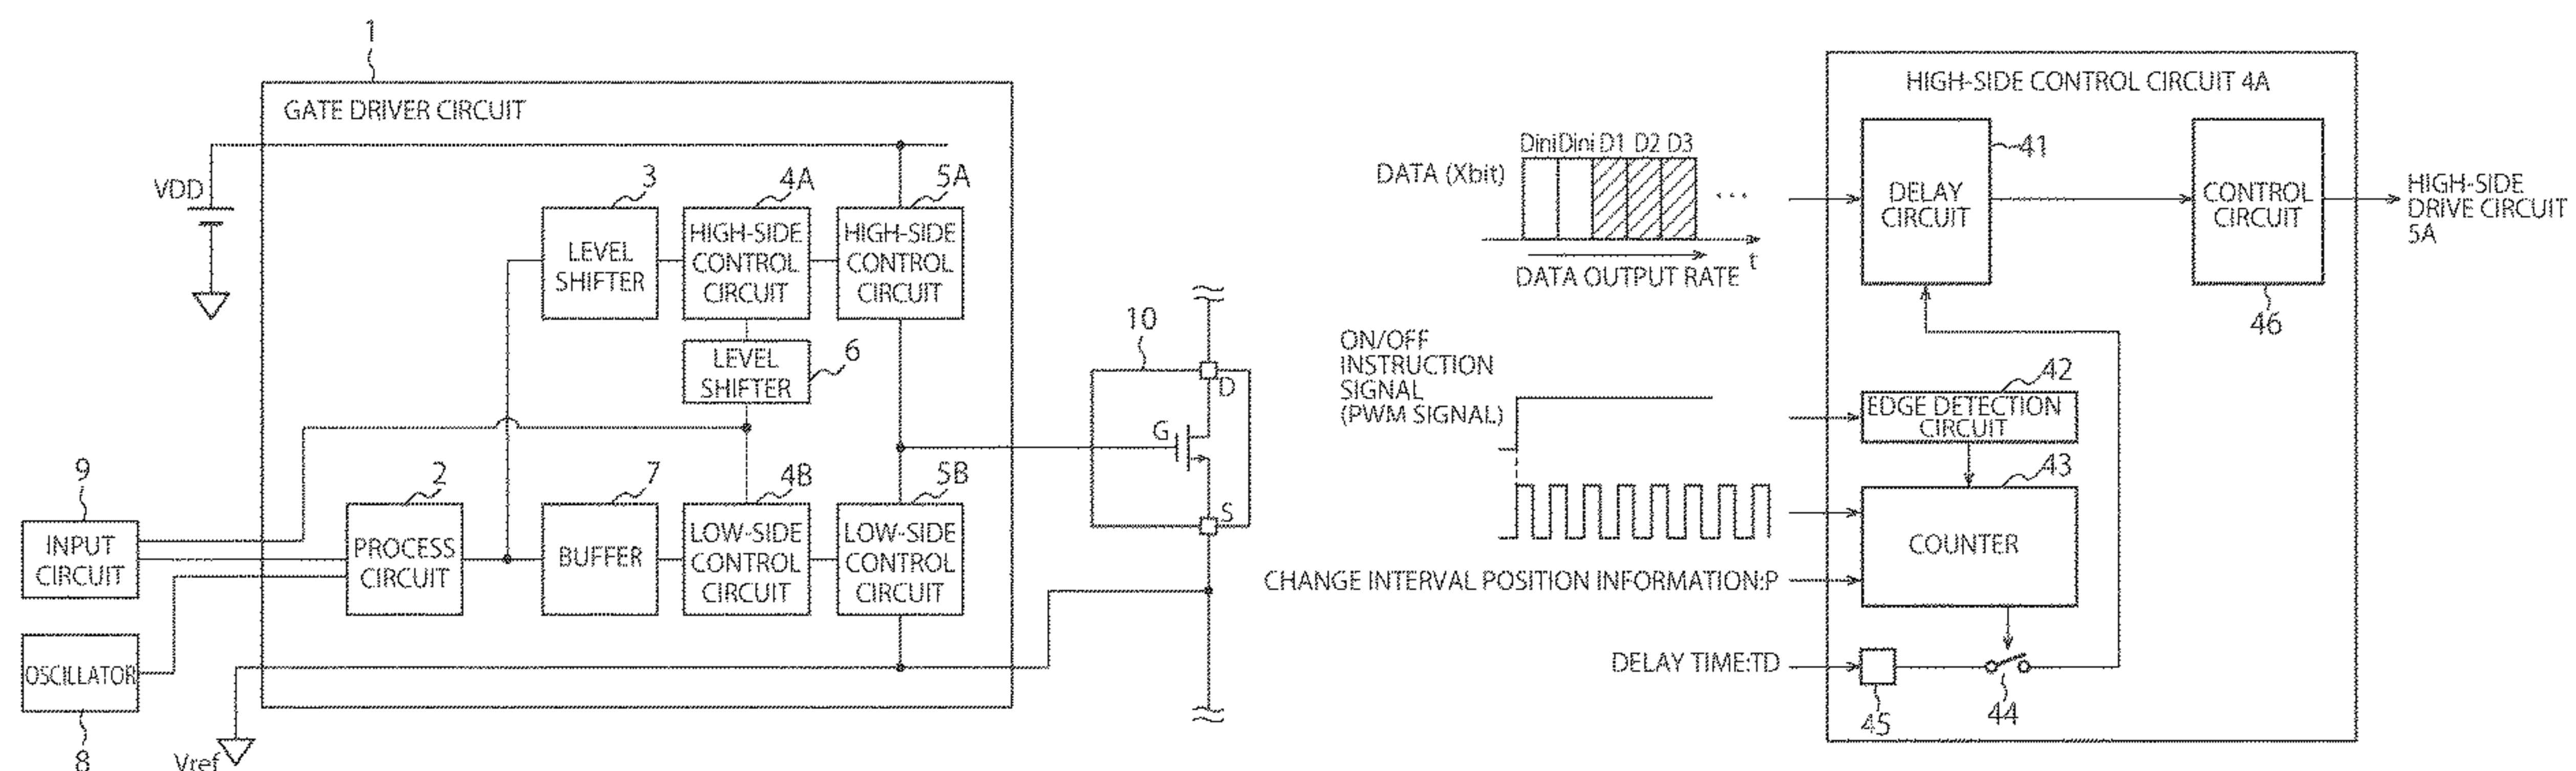 1
GATE DRIVER CIRCUIT
VDD
3
LEVEL
SHIFTER
4A
HIGH-SIDE
CONTROL
CIRCUIT
5A
HIGH-SIDE
CONTROL
CIRCUIT
LEVEL
SHIFTER
6
10
D
G
S
9
INPUT
CIRCUIT
2
PROCESS
CIRCUIT
7
BUFFER
4B
LOW-SIDE
CONTROL
CIRCUIT
5B
LOW-SIDE
CONTROL
CIRCUIT
OSCILLATOR
8
Vref
HIGH-SIDE CONTROL CIRCUIT 4A
Dini Dini D1 D2 D3
DATA (Xbit)
...
t
DATA OUTPUT RATE
DELAY
CIRCUIT
41
CONTROL
CIRCUIT
46
HIGH-SIDE
DRIVE CIRCUIT
5A
ON/OFF
INSTRUCTION
SIGNAL
(PWM SIGNAL)
42
EDGE DETECTION
CIRCUIT
43
COUNTER
CHANGE INTERVAL POSITION INFORMATION:P
DELAY TIME:TD
45
44